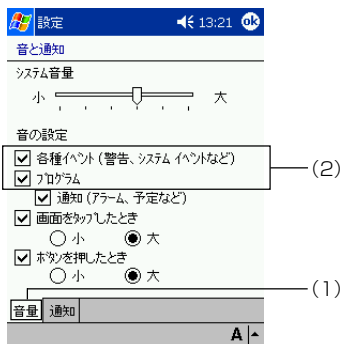 設定 13:21 ok
音と通知
ｼｽﾃﾑ音量
小 大
音の設定
各種ｲﾍﾞﾝﾄ (警告、ｼｽﾃﾑ ｲﾍﾞﾝﾄなど)
ﾌﾟﾛｸﾞﾗﾑ
(2)
通知 (ｱﾗｰﾑ、予定など)
画面をﾀｯﾌﾟしたとき
小 大
ﾎﾞﾀﾝを押したとき
小 大
(1)
音量 通知
A